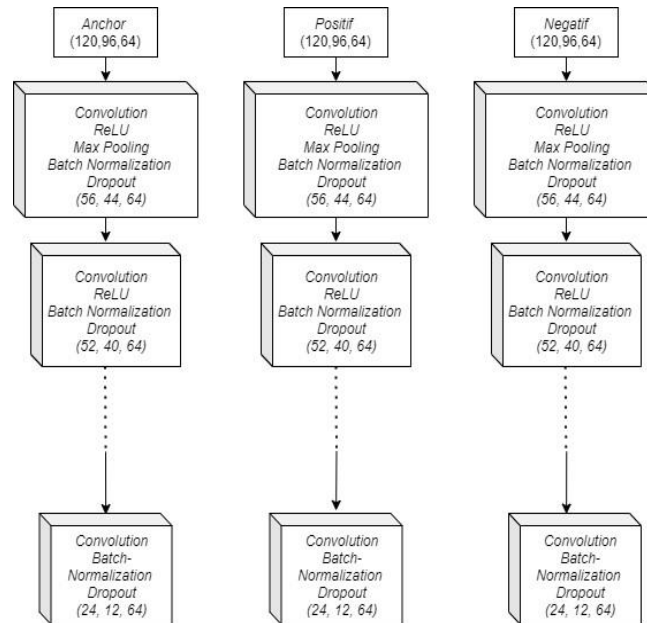 Anchor
(120,96,64)
Positif
(120,96,64)
Negatif
(120,96,64)
Convolution
ReLU
Max Pooling
Batch Normalization
Dropout
(56, 44, 64)
Convolution
ReLU
Max Pooling
Batch Normalization
Dropout
(56, 44, 64)
Convolution
ReLU
Max Pooling
Batch Normalization
Dropout
(56, 44, 64)
Convolution
ReLU
Batch Normalization
Dropout
(52, 40, 64)
Convolution
ReLU
Batch Normalization
Dropout
(52, 40, 64)
Convolution
ReLU
Batch Normalization
Dropout
(52, 40, 64)
Convolution
Batch-
Normalization
Dropout
(24, 12, 64)
Convolution
Batch-
Normalization
Dropout
(24, 12, 64)
Convolution
Batch-
Normalization
Dropout
(24, 12, 64)